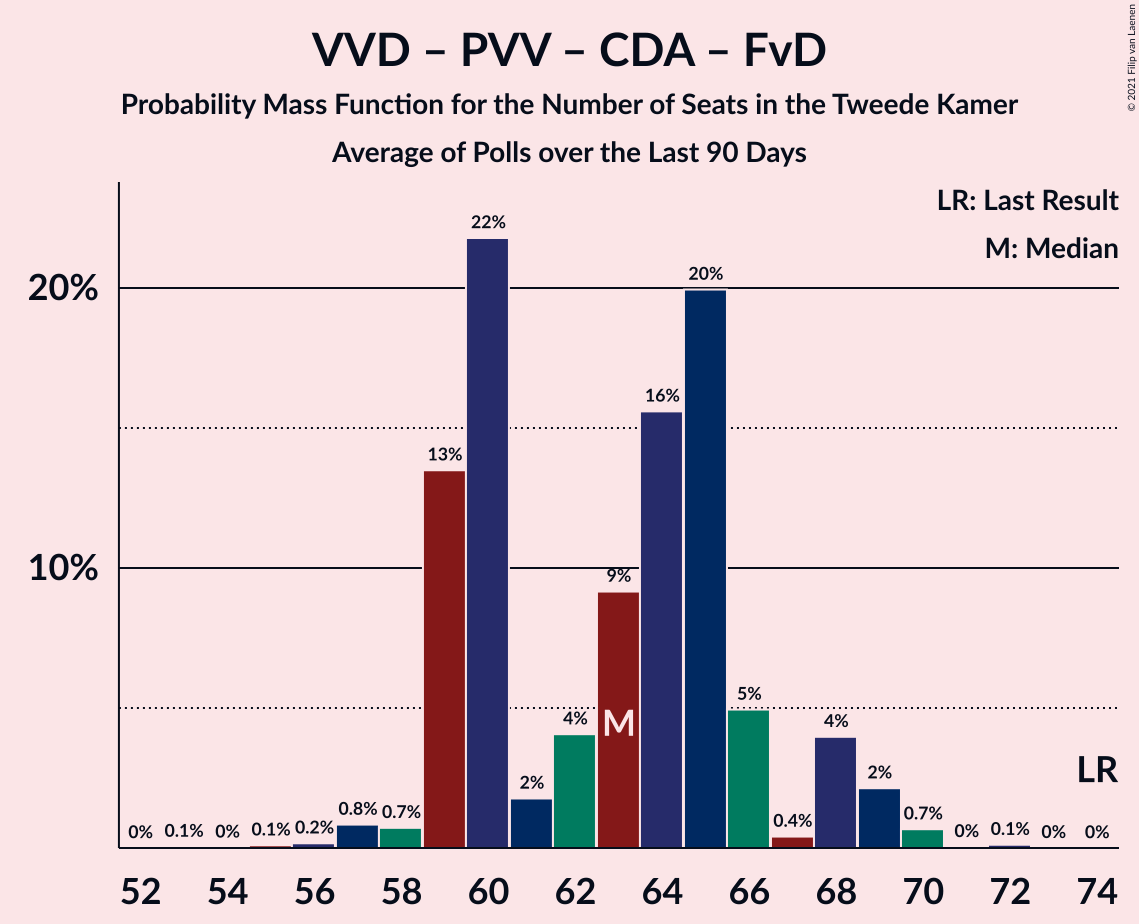 VVD – PVV – CDA – FvD
Probability Mass Function for the Number of Seats in the Tweede Kamer
Average of Polls over the Last 90 Days
© 2021 Filip van Laenen
LR: Last Result
M: Median
20%
10%
0% 0.1% 0% 0.1% 0.2% 0.8% 0.7% 13% 22% 2% 4% 9% 16% 20% 5% 0.4% 4% 2% 0.7% 0% 0.1% 0% 0%
M
LR
52 54 56 58 60 62 64 66 68 70 72 74